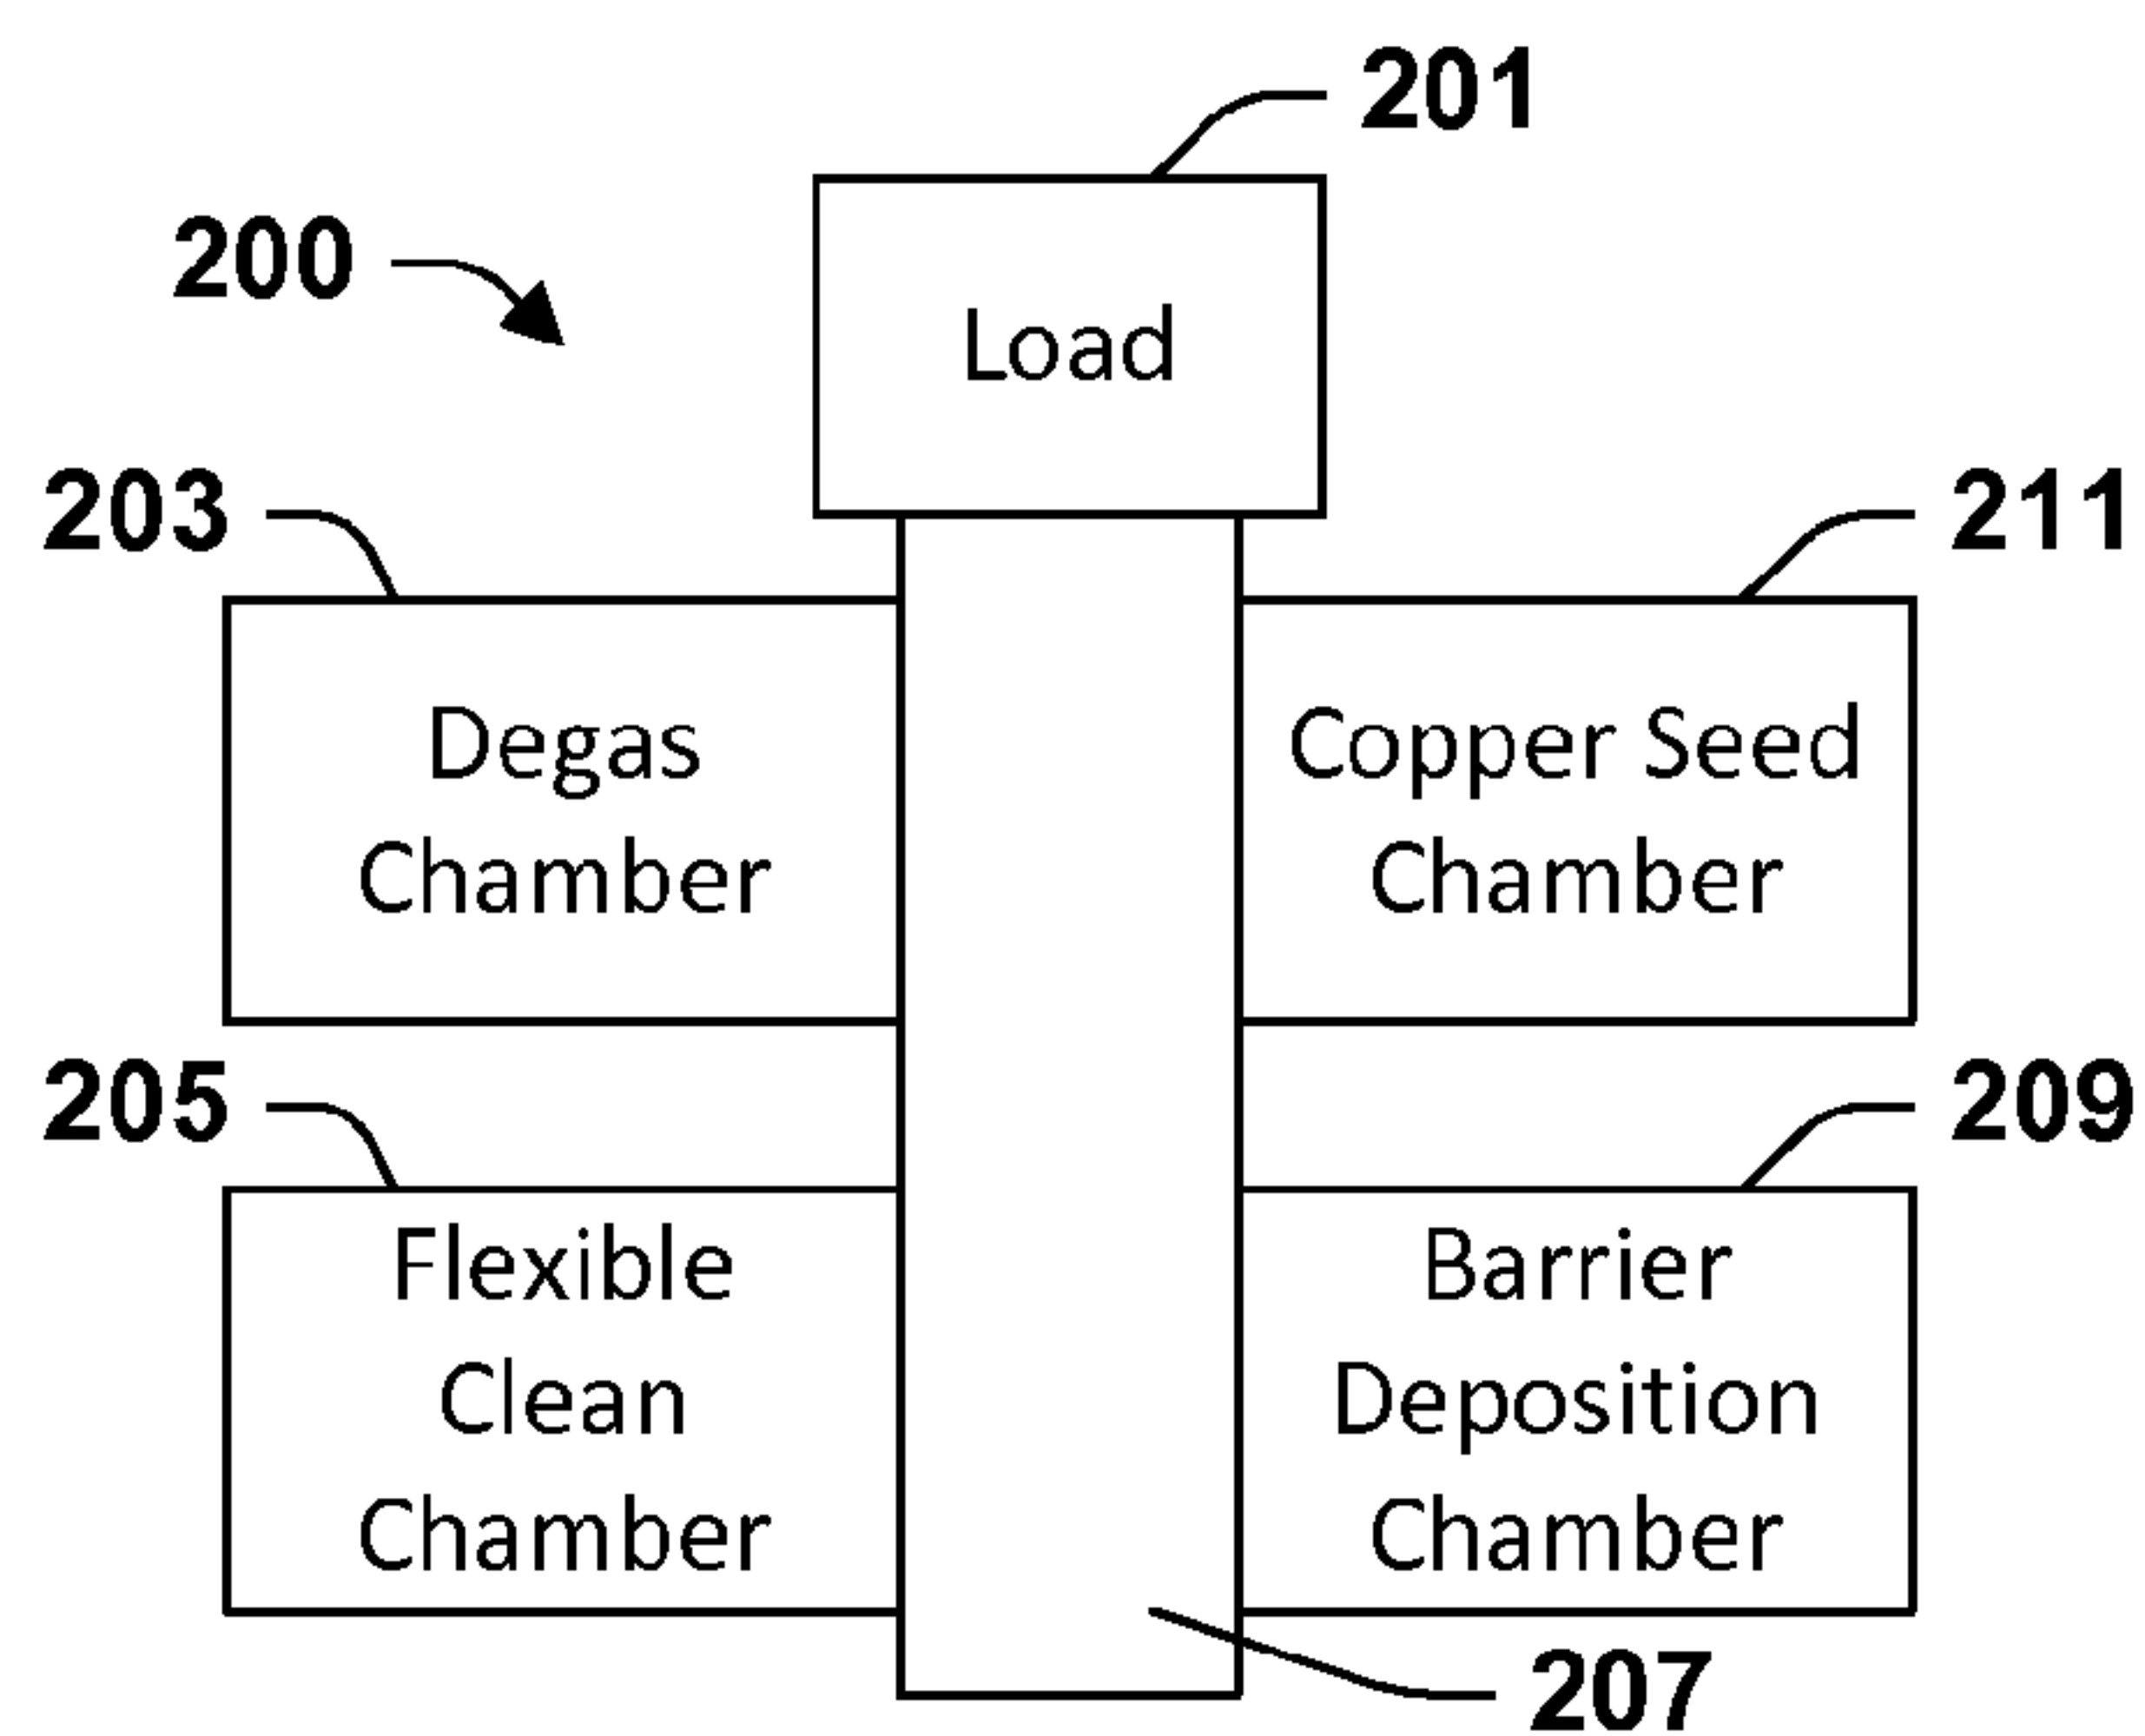 201
200
Load
203
211
Degas
Chamber
Copper Seed
Chamber
205
209
Flexible
Clean
Chamber
Barrier
Deposition
Chamber
207